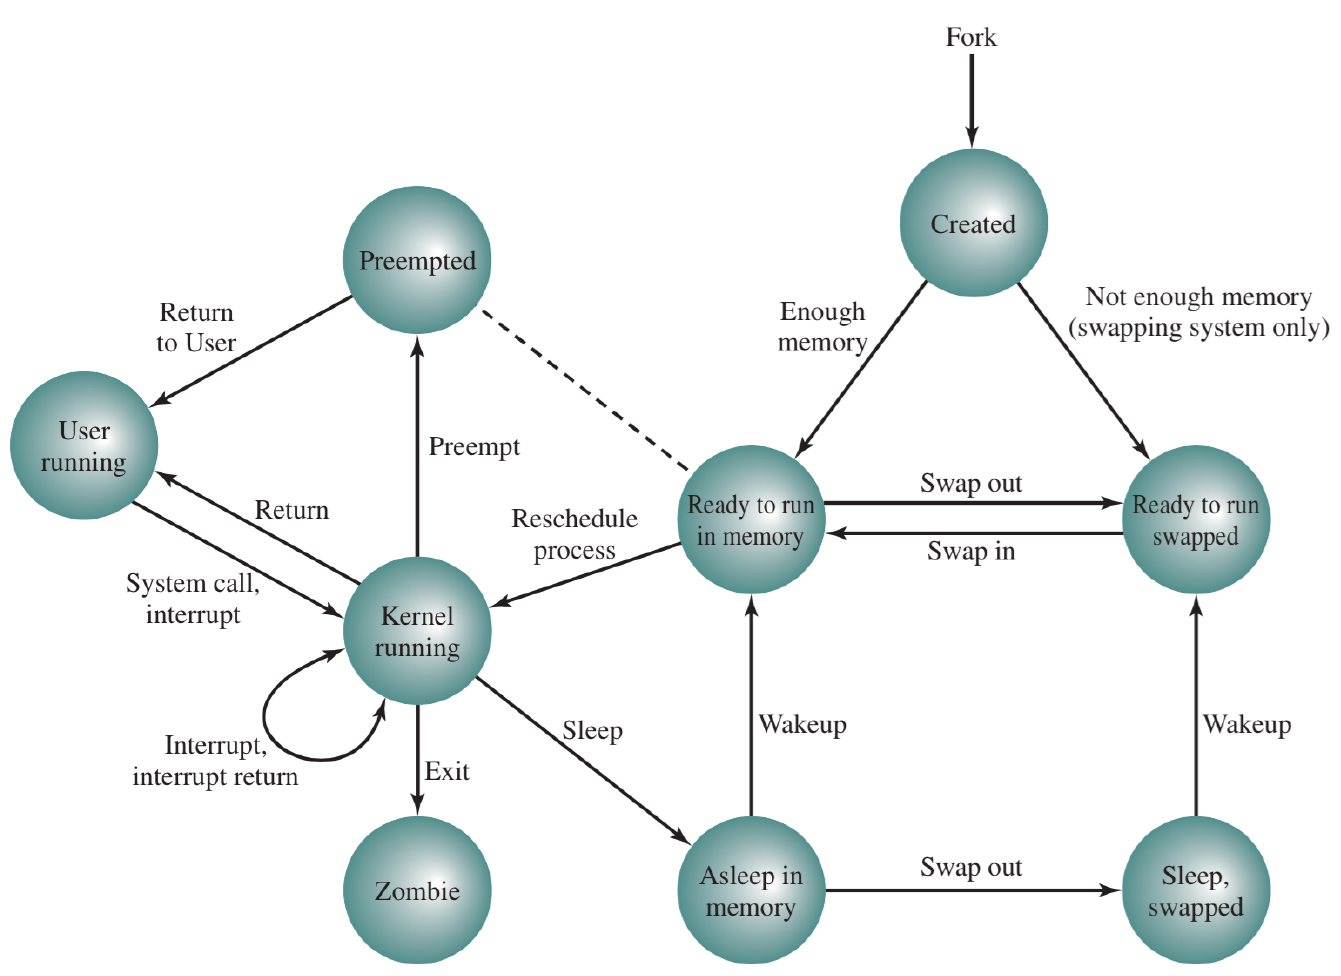 Fork
Created
Preempted
Enough
memory
Not enough memory
(swapping system only)
Return
to User
User
running
Preempt
Return
Reschedule
process
Ready to run
in memory
Swap out
Swap in
Ready to run
swapped
System call,
interrupt
Kernel
running
Interrupt,
interrupt return
Sleep
Wakeup
Wakeup
Exit
Zombie
Asleep in
memory
Swap out
Sleep,
swapped